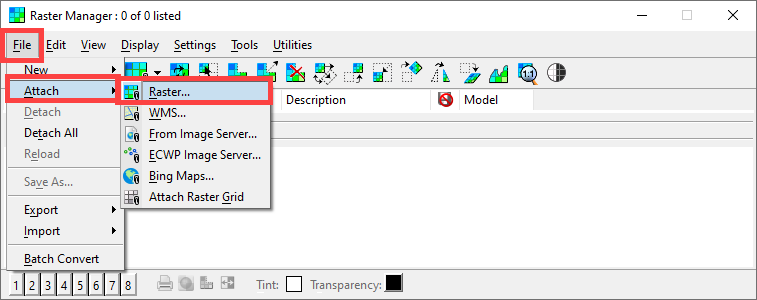 Raster Manager : 0 of 0 listed
File Edit View Display Settings Tools Utilities
New
Attach
Detach
Detach All
Reload
Save As...
Export
Import
Batch Convert
Raster...
WMS...
From Image Server...
ECWP Image Server...
Bing Maps...
Attach Raster Grid
1:1
Description Model
1 2 3 4 5 6 7 8 Tint: Transparency: